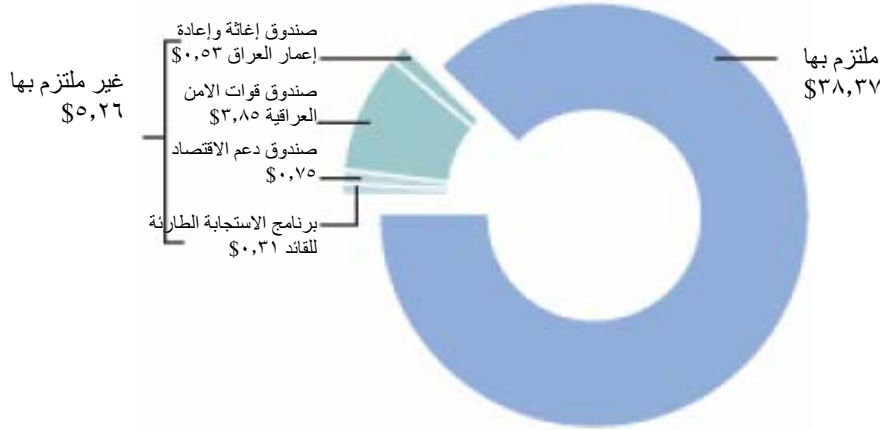 ملتزم بها
$٣٨,٣٧
صندوق إغاثة وإعادة
إعمار العراق ٠,٥٣$
صندوق قوات الامن
العراقية ٣,٨٥$
صندوق دعم الاقتصاد
$٠,٧٥
برنامج الاستجابة الطارئة
للقائد ٠,٣١$
غير ملتزم بها
$٥,٢٦